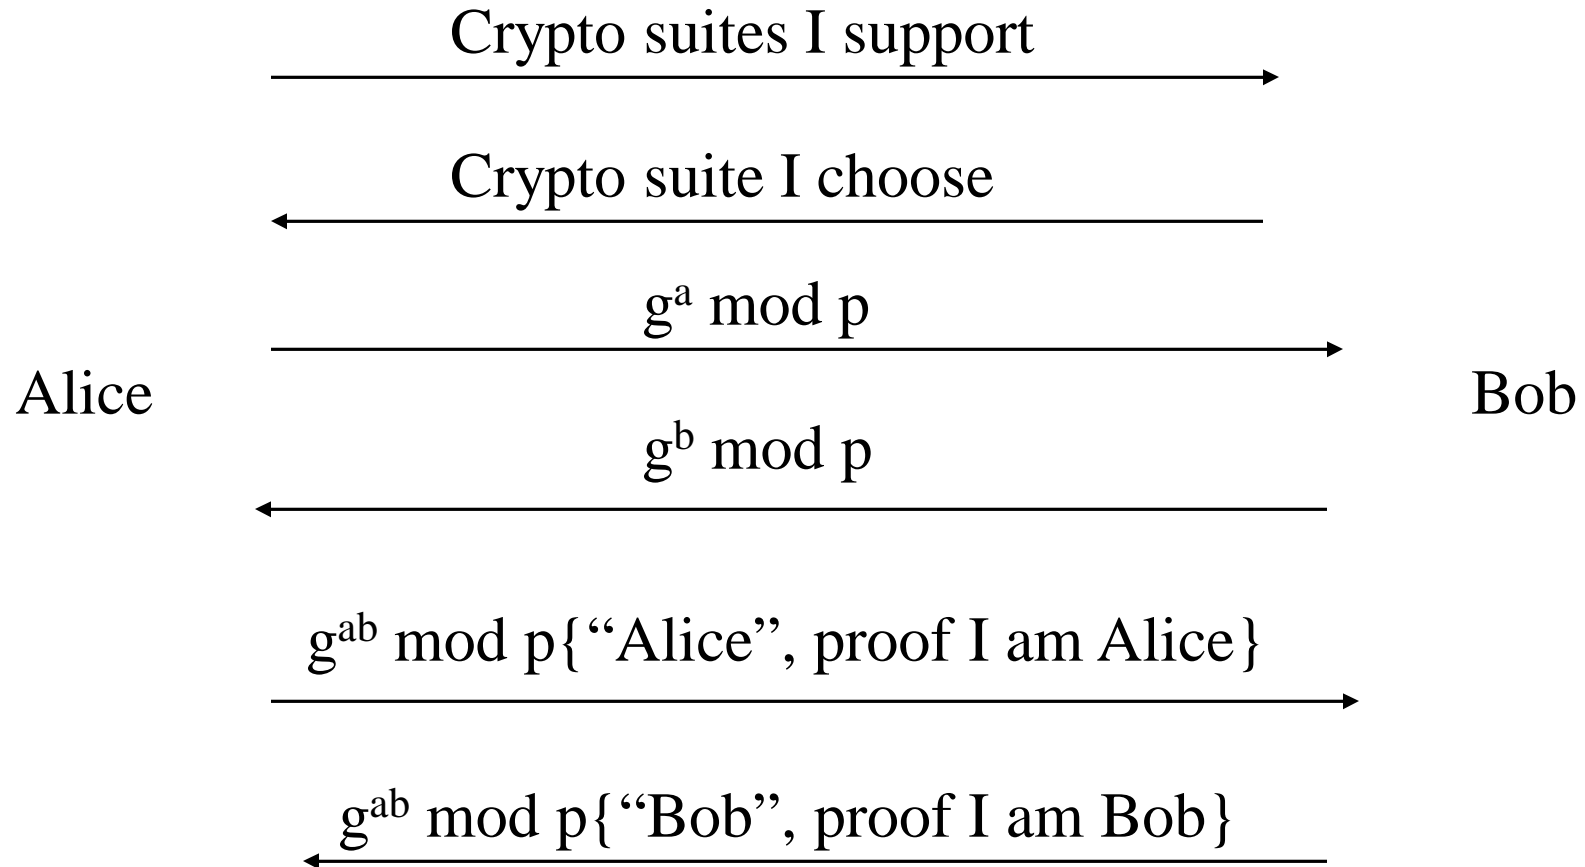 Crypto suites I support
Crypto suite I choose
gᵃ mod p
Alice
Bob
gᵇ mod p
gᵃᵇ mod p{“Alice”, proof I am Alice}
gᵃᵇ mod p{“Bob”, proof I am Bob}